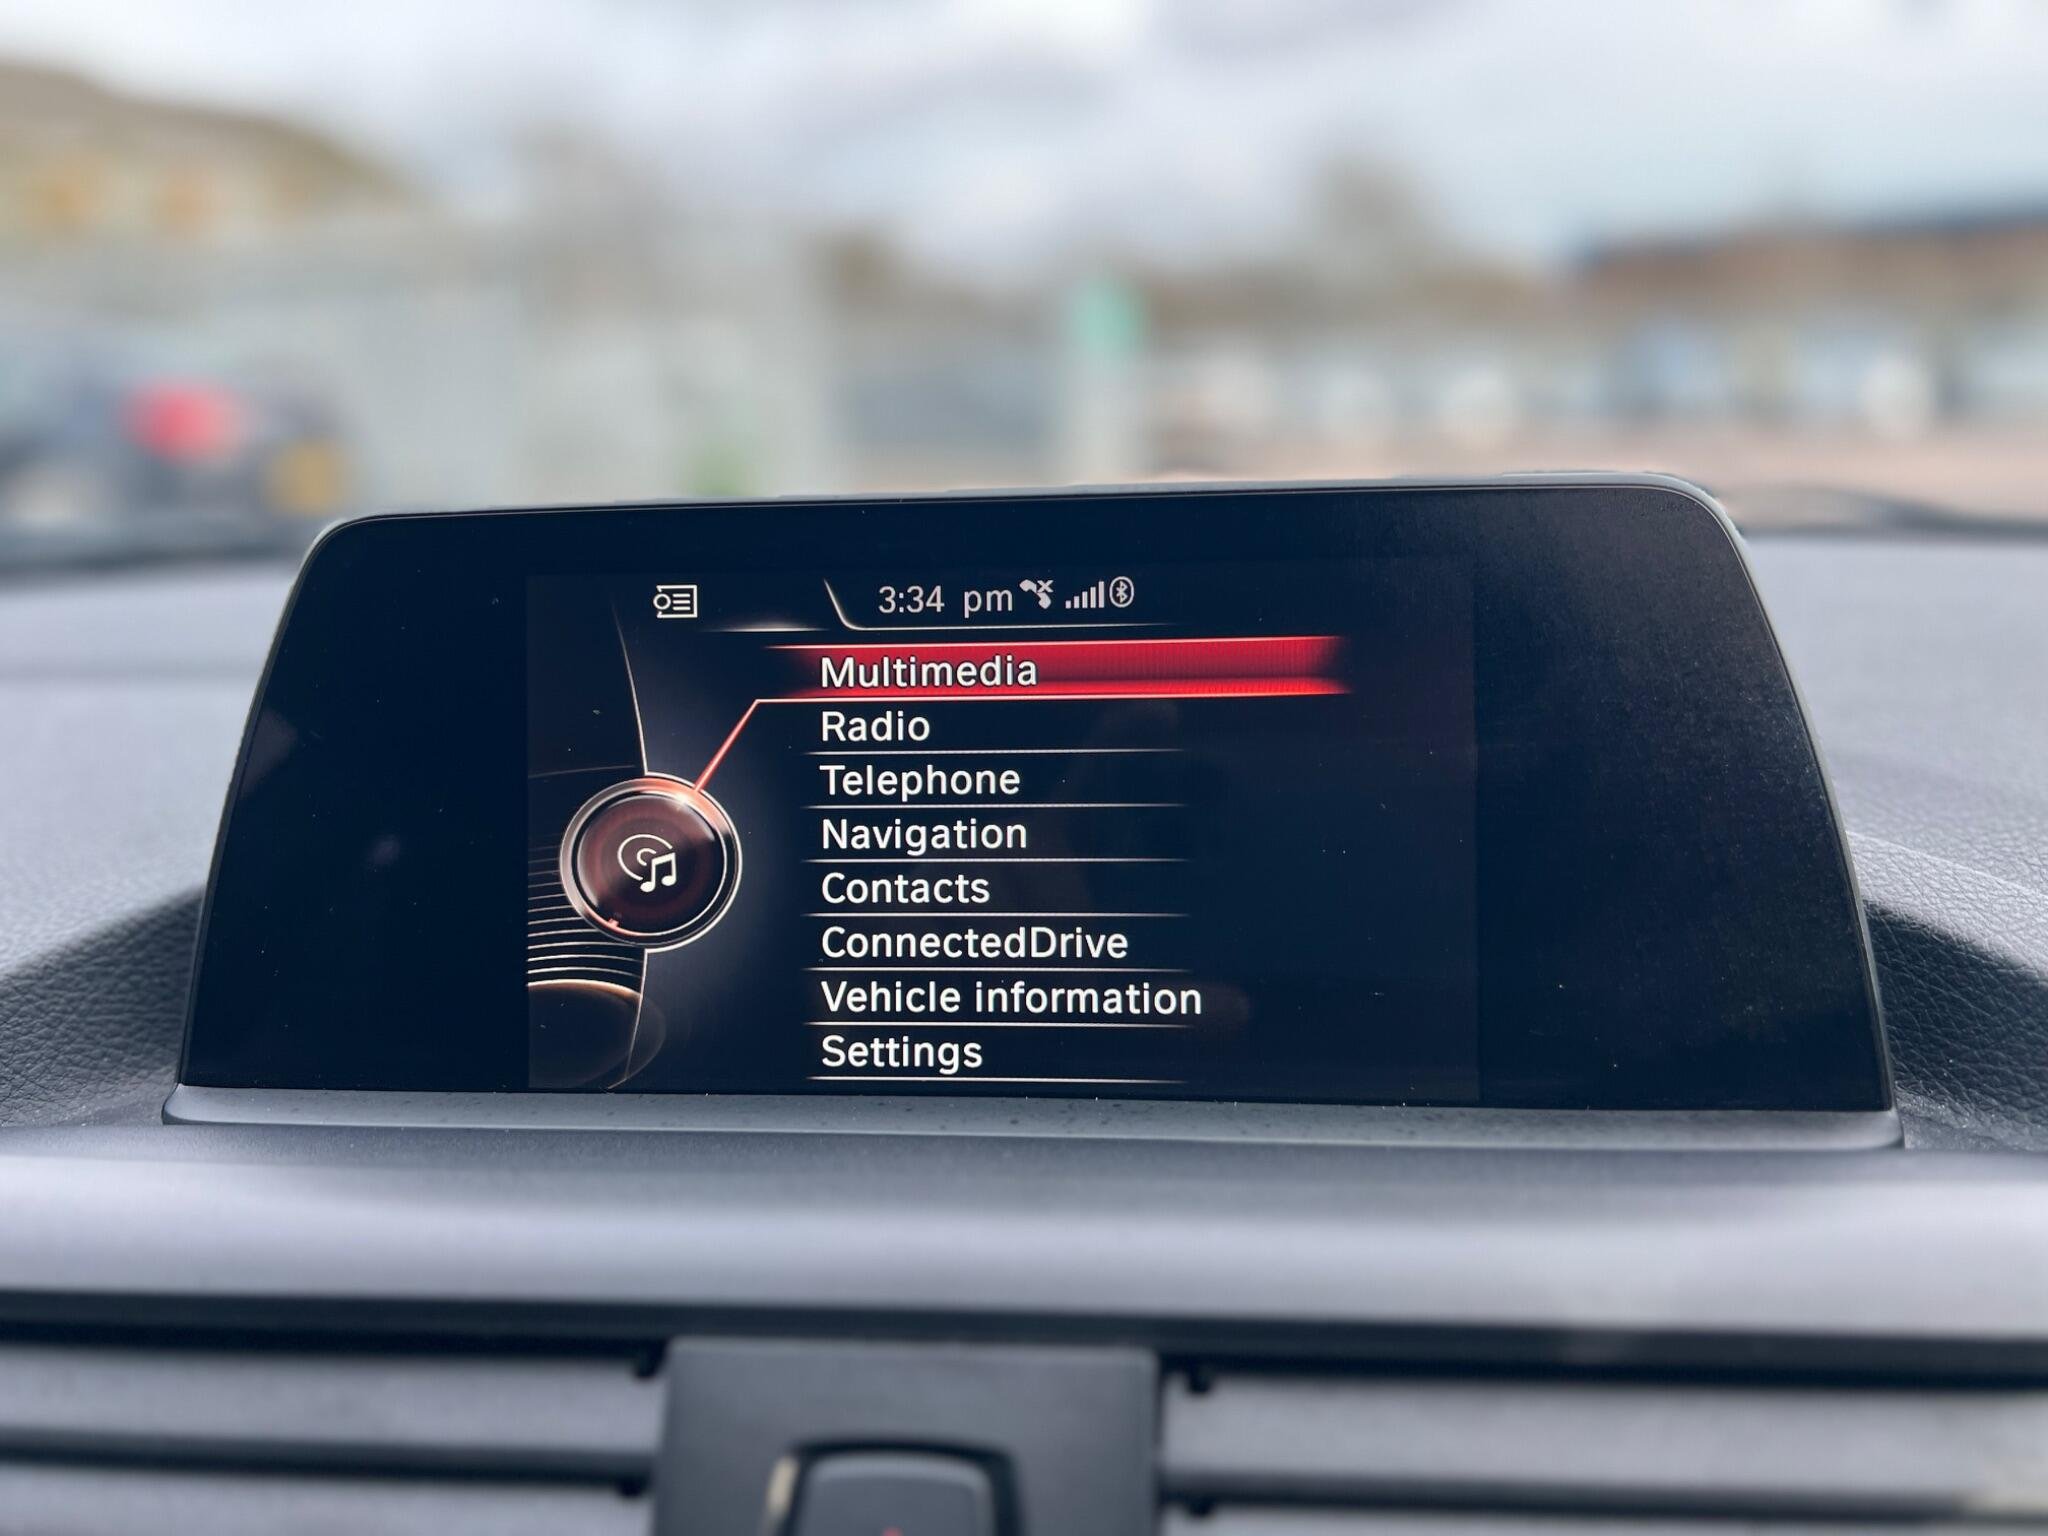 3:34 pm
Multimedia
Radio
Telephone
Navigation
Contacts
ConnectedDrive
Vehicle information
Settings